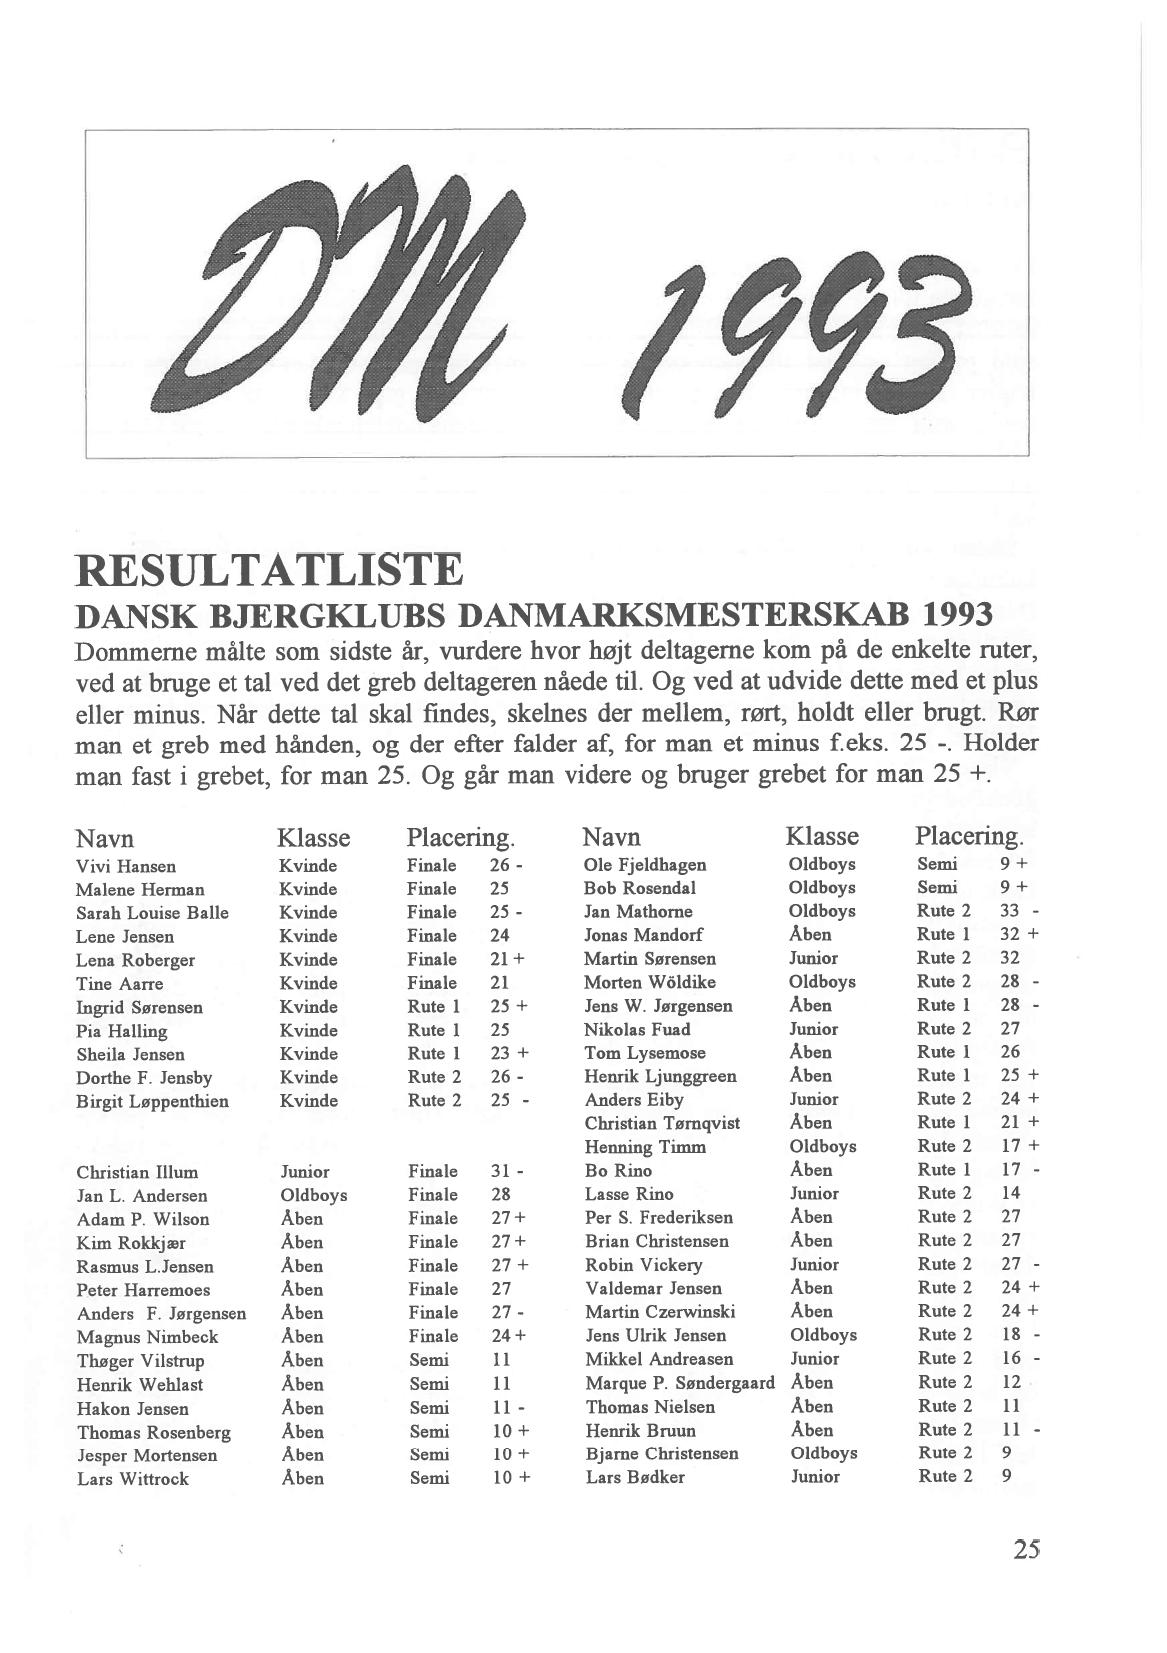 DM 1993
RESULTATLISTE
DANSK BJERGKLUBS DANMARKSMESTERSKAB 1993
Dommerne målte som sidste år, vurdere hvor højt deltagerne kom på de enkelte ruter,
ved at bruge et tal ved det greb deltageren nåede til. Og ved at udvide dette med et plus
eller minus. Når dette tal skal findes, skelnes der mellem, rørt, holdt eller brugt. Rør
man et greb med hånden, og der efter falder af, for man et minus f.eks. 25 -. Holder
man fast i grebet, for man 25. Og går man videre og bruger grebet for man 25 +.
Navn Klasse Placering.
Vivi Hansen Kvinde Finale 26 -
Malene Herman Kvinde Finale 25
Sarah Louise Balle Kvinde Finale 25 -
Lene Jensen Kvinde Finale 24
Lena Roberger Kvinde Finale 21 +
Tine Aarre Kvinde Finale 21
Ingrid Sørensen Kvinde Rute 1 25 +
Pia Halling Kvinde Rute 1 25
Sheila Jensen Kvinde Rute 1 23 +
Dorthe F. Jensby Kvinde Rute 2 26 -
Birgit Løppenthien Kvinde Rute 2 25 -
Christian Illum Junior Finale 31 -
Jan L. Andersen Oldboys Finale 28
Adam P. Wilson Åben Finale 27 +
Kim Rokkjær Åben Finale 27 +
Rasmus L.Jensen Åben Finale 27 +
Peter Harremoes Åben Finale 27
Anders F. Jørgensen Åben Finale 27 -
Magnus Nimbeck Åben Finale 24 +
Thøger Vilstrup Åben Semi 11
Henrik Wehlast Åben Semi 11
Hakon Jensen Åben Semi 11 -
Thomas Rosenberg Åben Semi 10 +
Jesper Mortensen Åben Semi 10 +
Lars Wittrock Åben Semi 10 +
Navn Klasse Placering.
Ole Fjeldhagen Oldboys Semi 9 +
Bob Rosendal Oldboys Semi 9 +
Jan Mathorne Oldboys Rute 2 33 -
Jonas Mandorf Åben Rute 1 32 +
Martin Sørensen Junior Rute 2 32
Morten Wöldike Oldboys Rute 2 28 -
Jens W. Jørgensen Åben Rute 1 28 -
Nikolas Fuad Junior Rute 2 27
Tom Lysemose Åben Rute 1 26
Henrik Ljunggreen Åben Rute 1 25 +
Anders Eiby Junior Rute 2 24 +
Christian Tørnqvist Åben Rute 1 21 +
Henning Timm Oldboys Rute 2 17 +
Bo Rino Åben Rute 1 17 -
Lasse Rino Junior Rute 2 14
Per S. Frederiksen Åben Rute 2 27
Brian Christensen Åben Rute 2 27
Robin Vickery Junior Rute 2 27 -
Valdemar Jensen Åben Rute 2 24 +
Martin Czerwinski Åben Rute 2 24 +
Jens Ulrik Jensen Oldboys Rute 2 18 -
Mikkel Andreasen Junior Rute 2 16 -
Marque P. Søndergaard Åben Rute 2 12
Thomas Nielsen Åben Rute 2 11
Henrik Bruun Åben Rute 2 11 -
Bjarne Christensen Oldboys Rute 2 9
Lars Bødker Junior Rute 2 9
25